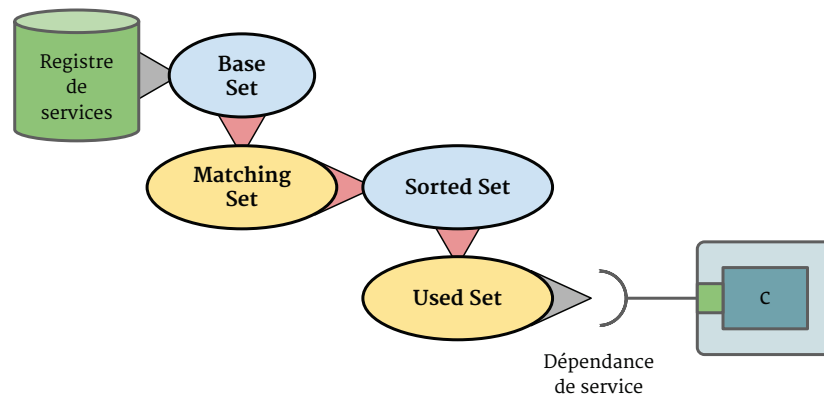 Registre
de
services
Base
Set
Matching
Set
Sorted Set
Used Set
C
Dépendance
de service